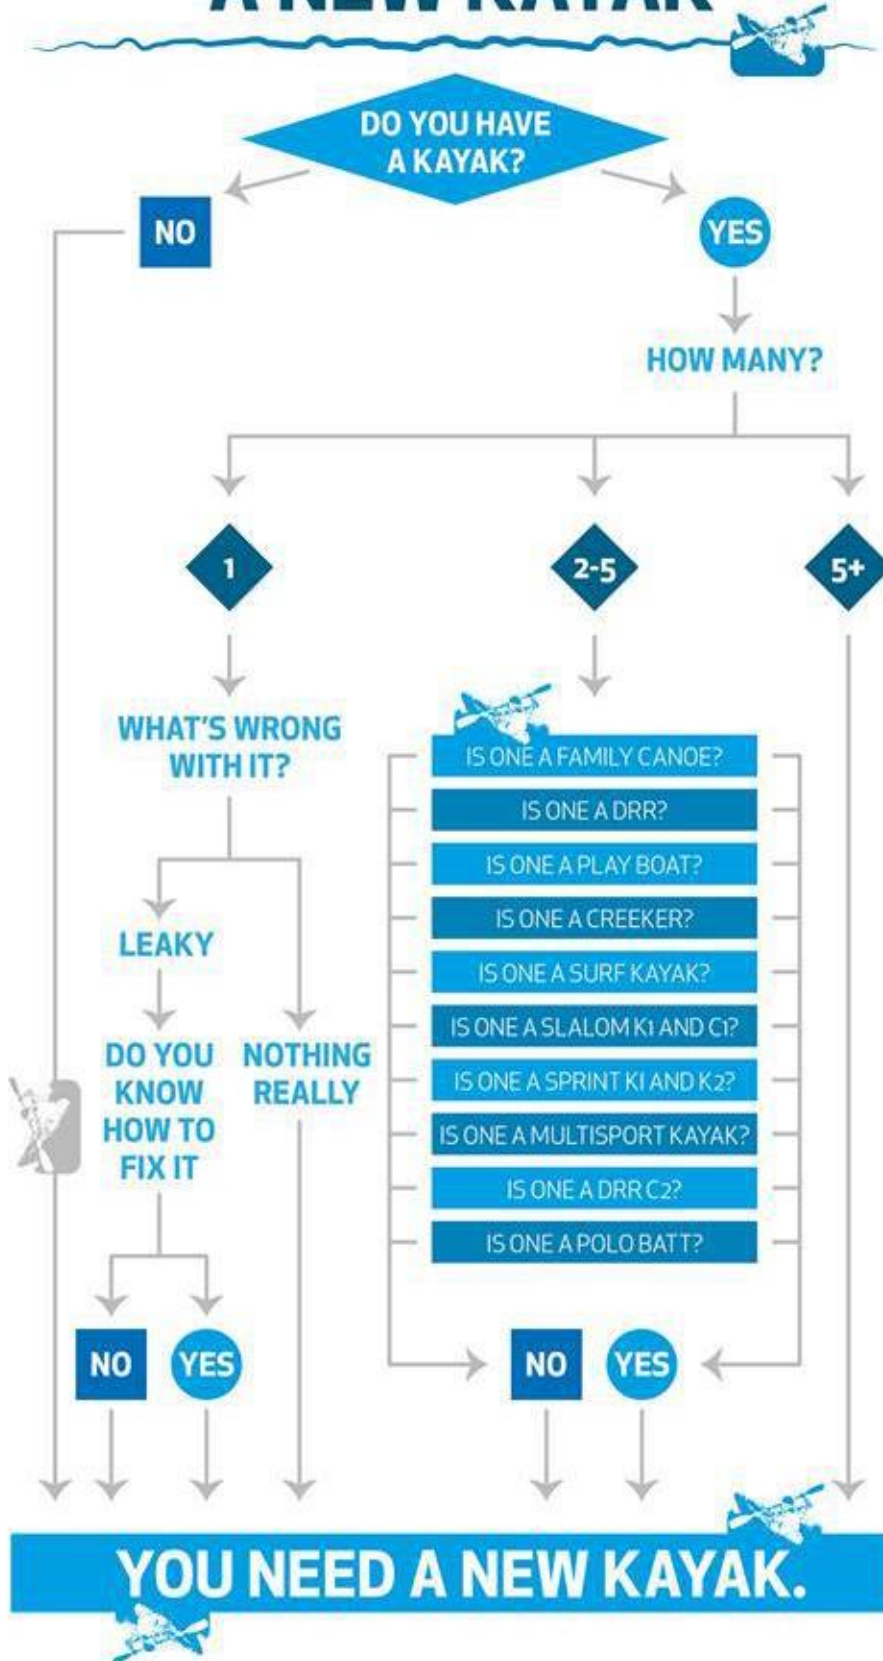 A NEW KAYAK
DO YOU HAVE
A KAYAK?
NO
YES
HOW MANY?
1
2-5
5+
WHAT'S WRONG
WITH IT?
LEAKY
DO YOU
KNOW
HOW TO
FIX IT
NOTHING
REALLY
NO
YES
IS ONE A FAMILY CANOE?
IS ONE A DRR?
IS ONE A PLAY BOAT?
IS ONE A CREEKER?
IS ONE A SURF KAYAK?
IS ONE A SLALOM K1 AND C1?
IS ONE A SPRINT KI AND K2?
IS ONE A MULTISPORT KAYAK?
IS ONE A DRR C2?
IS ONE A POLO BATT?
NO
YES
YOU NEED A NEW KAYAK.